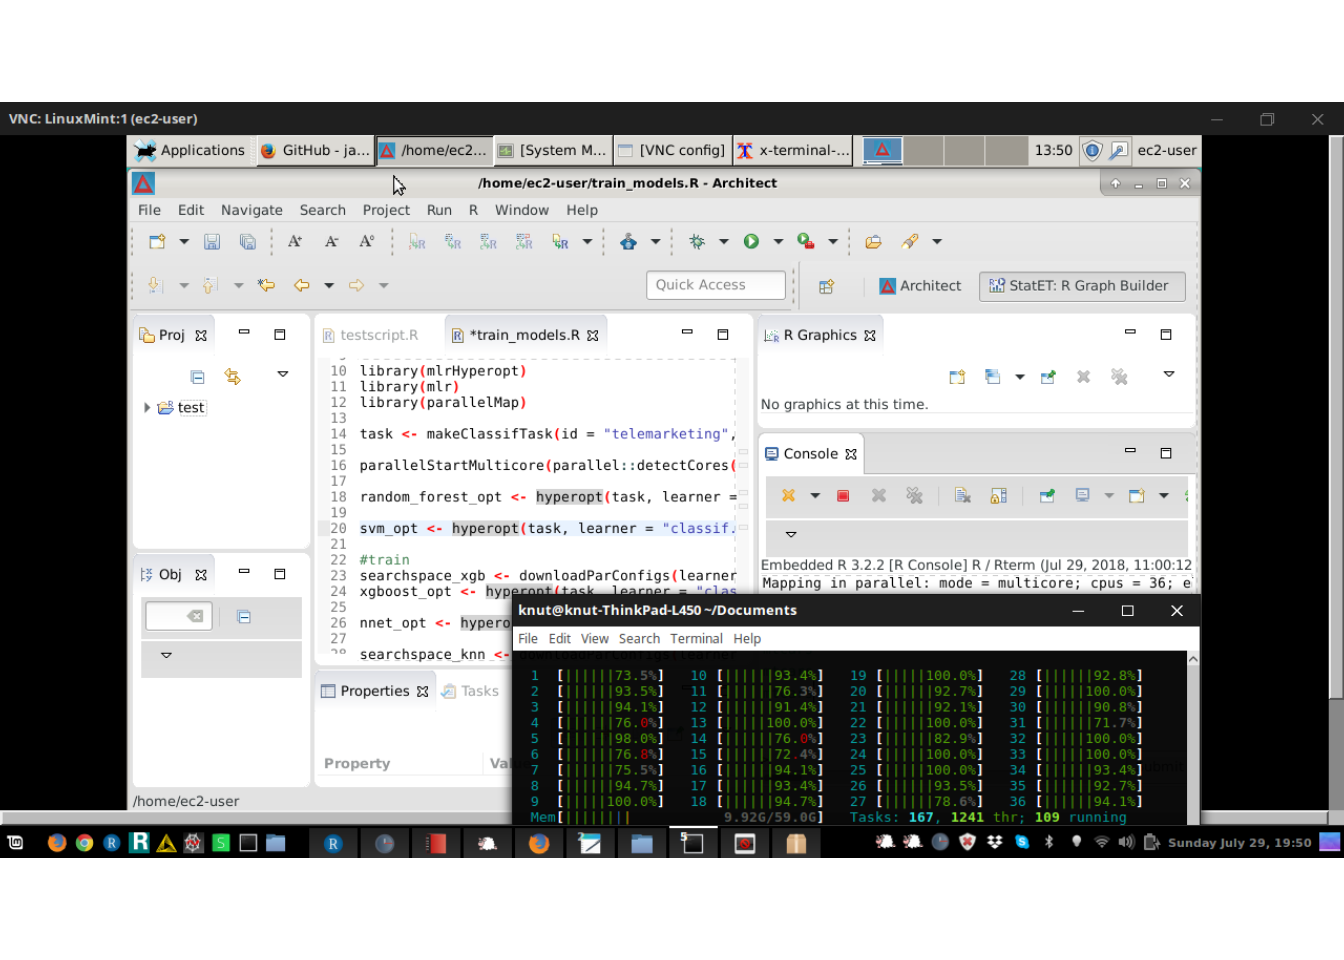 VNC: LinuxMint:1 (ec2-user)
Applications GitHub - ja... /home/ec2... [System M... [VNC config] x-terminal-... 13:50 ec2-user
/home/ec2-user/train_models.R - Architect
File Edit Navigate Search Project Run R Window Help
Quick Access Architect StatET: R Graph Builder
Proj testscript.R *train_models.R R Graphics
test
10 library(mlrHyperopt)
11 library(mlr)
12 library(parallelMap)
13
14 task <- makeClassifTask(id = "telemarketing",
15
16 parallelStartMulticore(parallel::detectCores(
17
18 random_forest_opt <- hyperopt(task, learner =
19
20 svm_opt <- hyperopt(task, learner = "classif.
21
22 #train
23 searchspace_xgb <- downloadParConfigs(learner
24 xgboost_opt <- hyperopt(task, learner = "clas
25
26 nnet_opt <- hypero
27
28 searchspace_knn <-
No graphics at this time.
Console
Embedded R 3.2.2 [R Console] R / Rterm (Jul 29, 2018, 11:00:12
Mapping in parallel: mode = multicore; cpus = 36; e
Obj
Properties Tasks
Property Val
/home/ec2-user
knut@knut-ThinkPad-L450 ~/Documents
File Edit View Search Terminal Help
1 [||||||73.5%] 10 [||||||93.4%] 19 [||||||100.0%] 28 [||||||92.8%]
2 [||||||93.5%] 11 [||||||76.3%] 20 [||||||92.7%] 29 [||||||100.0%]
3 [||||||94.1%] 12 [||||||91.4%] 21 [||||||92.1%] 30 [||||||90.8%]
4 [||||||76.0%] 13 [||||||100.0%] 22 [||||||100.0%] 31 [||||||71.7%]
5 [||||||98.0%] 14 [||||||76.0%] 23 [||||||82.9%] 32 [||||||100.0%]
6 [||||||76.8%] 15 [||||||72.4%] 24 [||||||100.0%] 33 [||||||100.0%]
7 [||||||75.5%] 16 [||||||94.1%] 25 [||||||100.0%] 34 [||||||93.4%]
8 [||||||94.7%] 17 [||||||93.4%] 26 [||||||93.5%] 35 [||||||92.7%]
9 [||||||100.0%] 18 [||||||94.7%] 27 [||||||78.6%] 36 [||||||94.1%]
Mem[|||||||| 9.92G/59.0G] Tasks: 167, 1241 thr; 109 running
Sunday July 29, 19:50